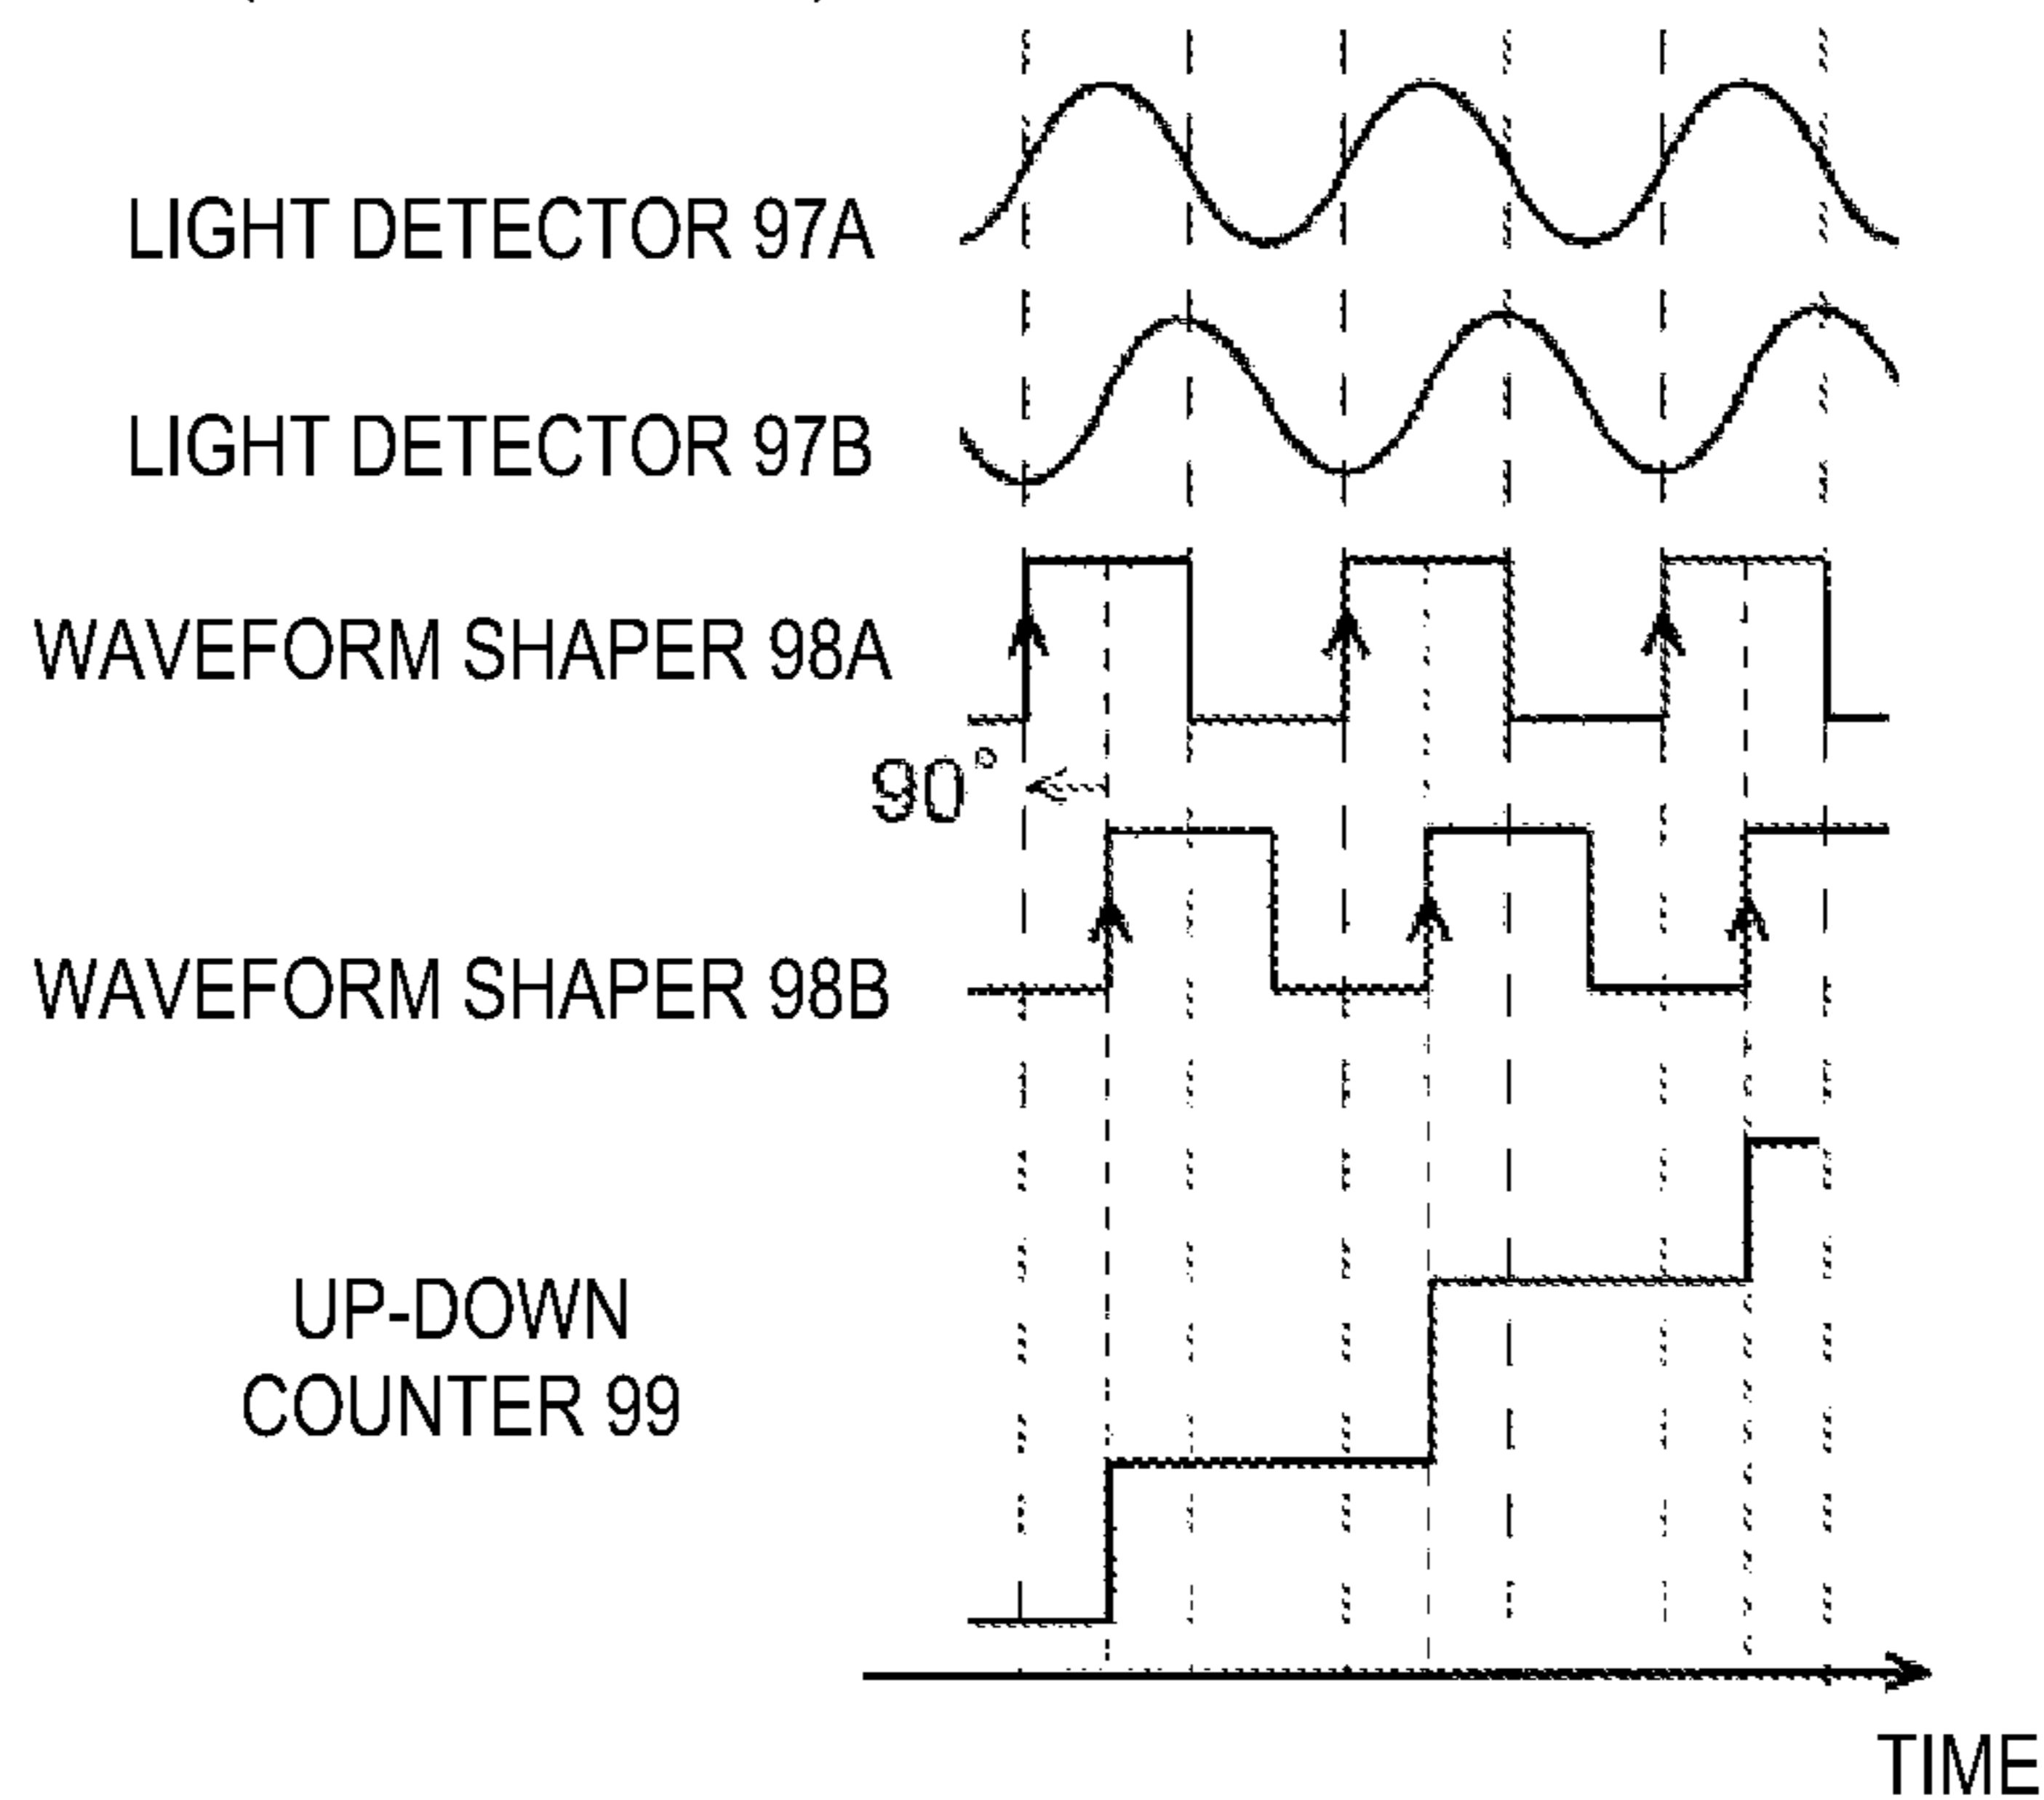 LIGHT DETECTOR 97A
LIGHT DETECTOR 97B
WAVEFORM SHAPER 98A
90°
WAVEFORM SHAPER 98B
UP-DOWN
COUNTER 99
TIME